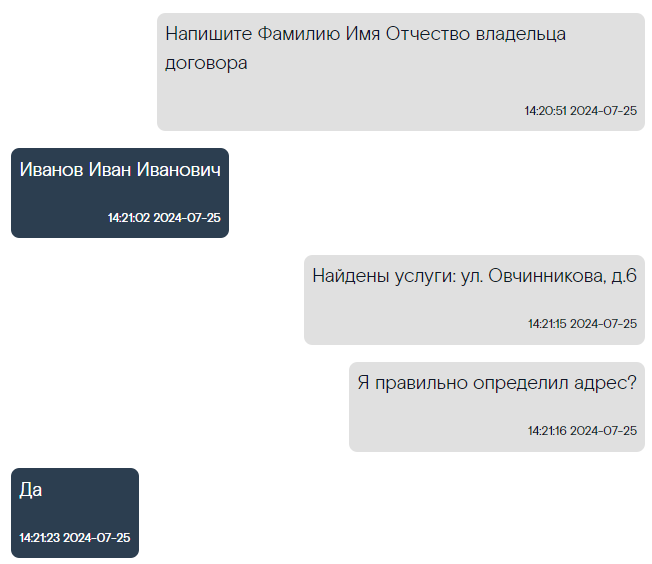 Напишите Фамилию Имя Отчество владельца
договора
14:20:51 2024-07-25
Иванов Иван Иванович
14:21:02 2024-07-25
Найдены услуги: ул. Овчинникова, д.6
14:21:15 2024-07-25
Я правильно определил адрес?
14:21:16 2024-07-25
Да
14:21:23 2024-07-25